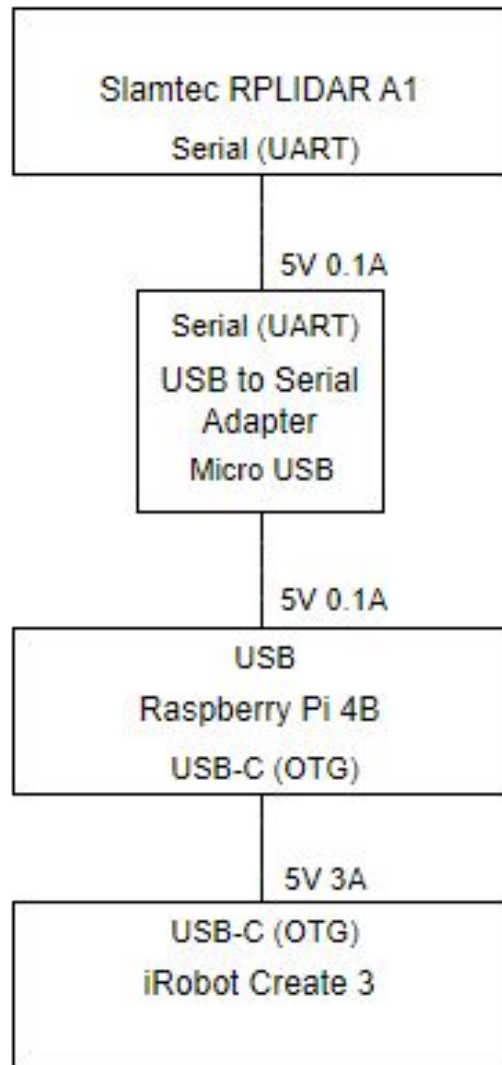 Slamtec RPLIDAR A1
Serial (UART)
5V 0.1A
Serial (UART)
USB to Serial
Adapter
Micro USB
5V 0.1A
USB
Raspberry Pi 4B
USB-C (OTG)
5V 3A
USB-C (OTG)
iRobot Create 3